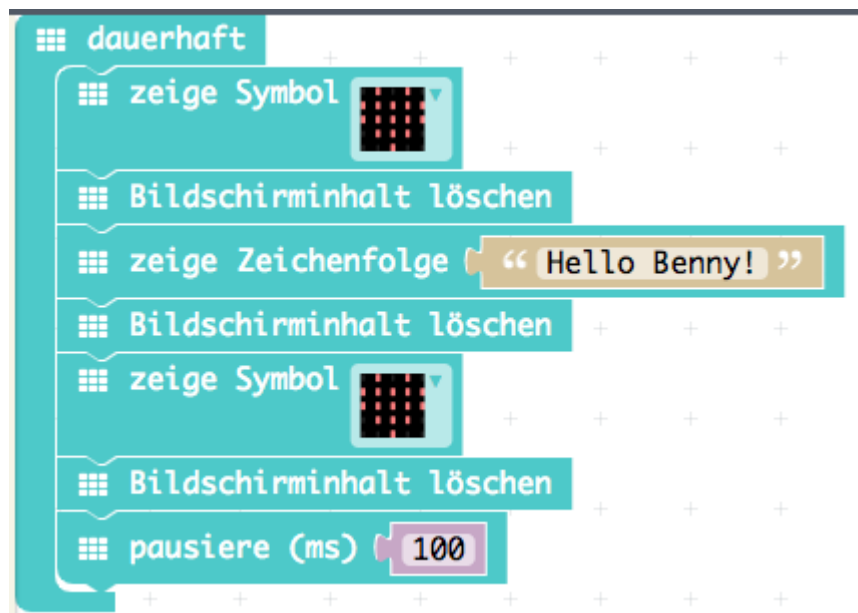 dauerhaft
zeige Symbol
Bildschirminhalt löschen
zeige Zeichenfolge “ Hello Benny! ”
Bildschirminhalt löschen
zeige Symbol
Bildschirminhalt löschen
pausiere (ms) 100